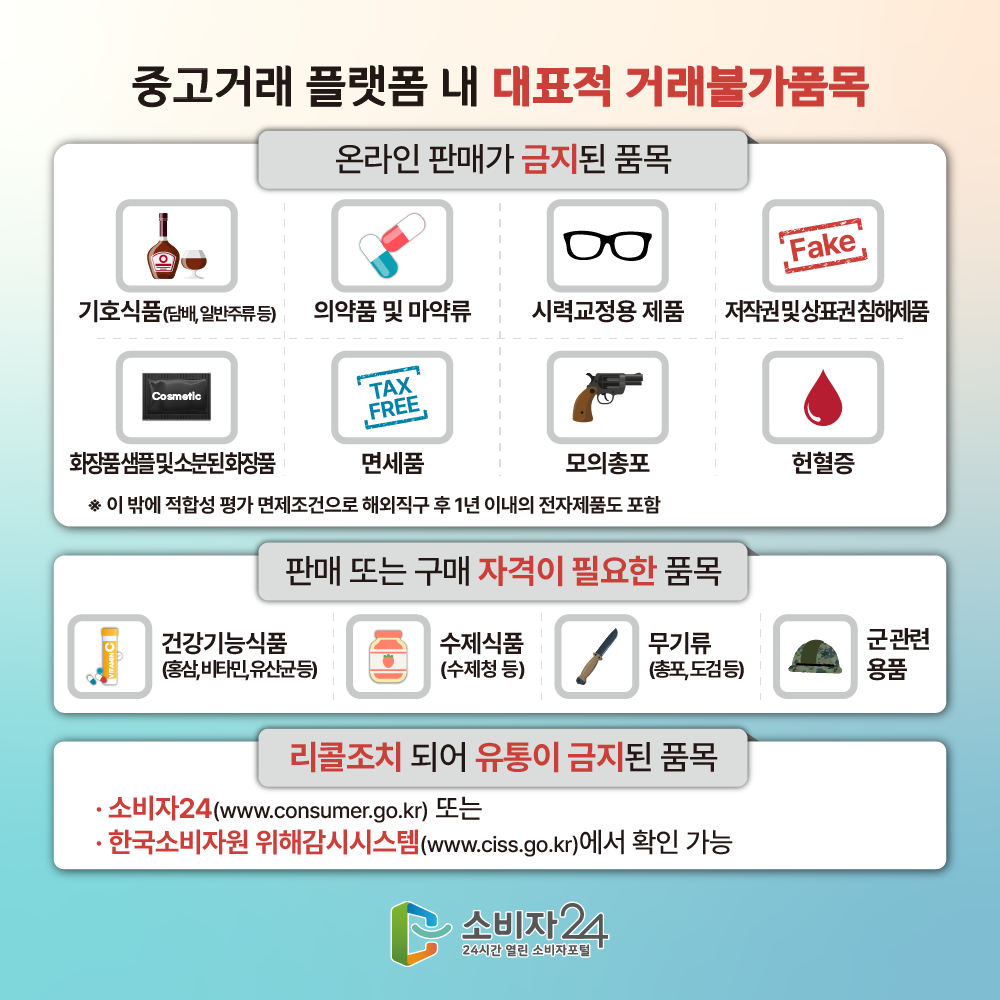 중고거래 플랫폼 내 대표적 거래불가품목
온라인 판매가 금지된 품목
Fake
기호식품(담배, 일반주류 등)
의약품 및 마약류
시력교정용 제품
저작권 및 상표권 침해제품
Cosmetic
TAX
FREE
화장품 샘플 및 소분된 화장품
면세품
모의총포
헌혈증
※ 이 밖에 적합성 평가 면제조건으로 해외직구 후 1년 이내의 전자제품도 포함
판매 또는 구매 자격이 필요한 품목
VITAMIN C
건강기능식품
(홍삼, 비타민, 유산균 등)
수제식품
(수제청 등)
무기류
(총포, 도검 등)
군 관련
용품
리콜조치 되어 유통이 금지된 품목
· 소비자24(www.consumer.go.kr) 또는
· 한국소비자원 위해감시시스템(www.ciss.go.kr)에서 확인 가능
소비자24
24시간 열린 소비자포털